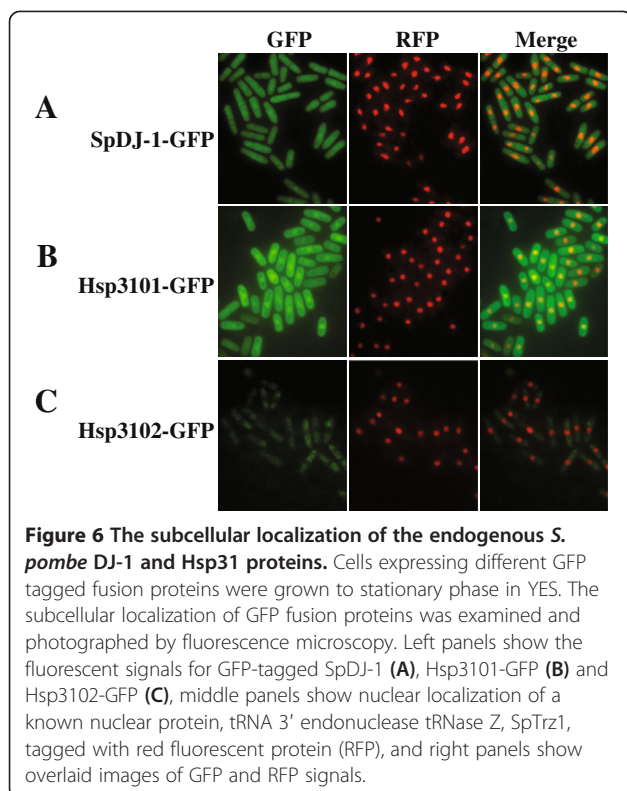 GFP RFP Merge
A
SpDJ-1-GFP
B
Hsp3101-GFP
C
Hsp3102-GFP
Figure 6 The subcellular localization of the endogenous S.
pombe DJ-1 and Hsp31 proteins. Cells expressing different GFP
tagged fusion proteins were grown to stationary phase in YES. The
subcellular localization of GFP fusion proteins was examined and
photographed by fluorescence microscopy. Left panels show the
fluorescent signals for GFP-tagged SpDJ-1 (A), Hsp3101-GFP (B) and
Hsp3102-GFP (C), middle panels show nuclear localization of a
known nuclear protein, tRNA 3′ endonuclease tRNase Z, SpTrz1,
tagged with red fluorescent protein (RFP), and right panels show
overlaid images of GFP and RFP signals.